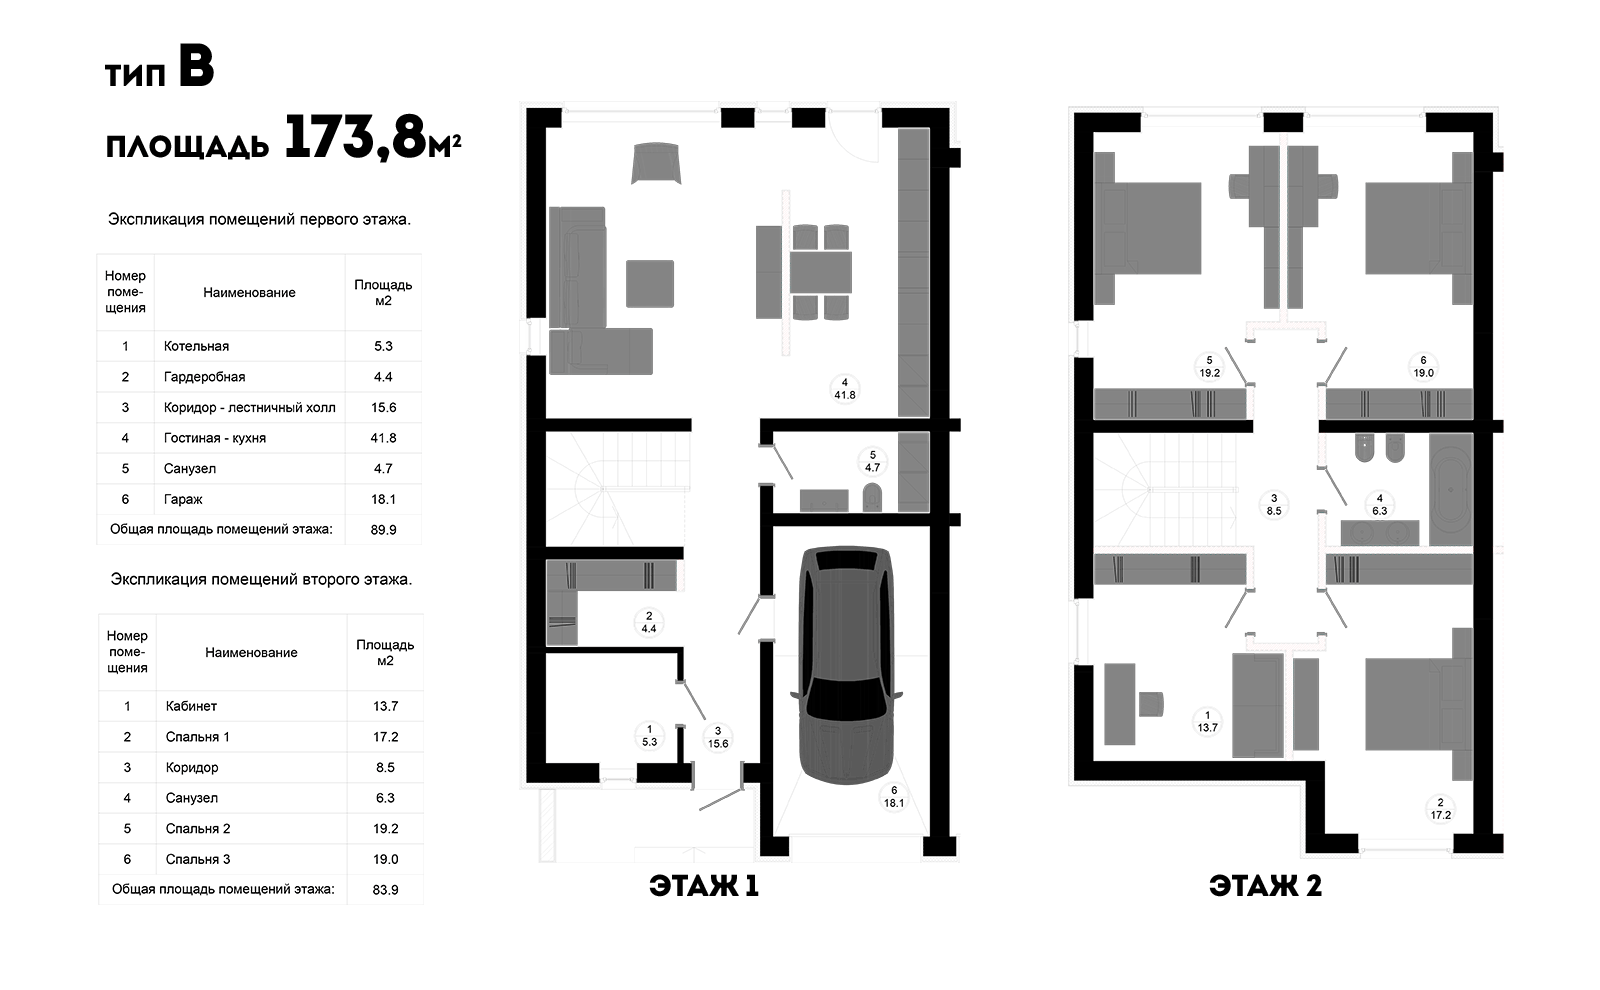 тип В
площадь 173,8м²
Экспликация помещений первого этажа.
Номер
поме-
щения
Наименование
Площадь
м2
1 Котельная 5.3
2 Гардеробная 4.4
3 Коридор - лестничный холл 15.6
4 Гостиная - кухня 41.8
5 Санузел 4.7
6 Гараж 18.1
Общая площадь помещений этажа: 89.9
Экспликация помещений второго этажа.
Номер
поме-
щения
Наименование
Площадь
м2
1 Кабинет 13.7
2 Спальня 1 17.2
3 Коридор 8.5
4 Санузел 6.3
5 Спальня 2 19.2
6 Спальня 3 19.0
Общая площадь помещений этажа: 83.9
4
41.8
5
4.7
2
4.4
1
5.3
3
15.6
6
18.1
ЭТАЖ 1
5
19.2
6
19.0
3
8.5
4
6.3
1
13.7
2
17.2
ЭТАЖ 2